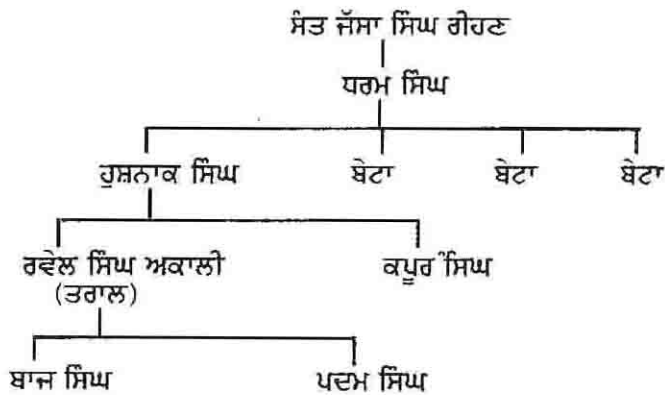 ਸੰਤ ਜੱਸਾ ਸਿੰਘ ਰੀਹਣ
ਧਰਮ ਸਿੰਘ
ਹੁਸ਼ਨਾਕ ਸਿੰਘ ਬੇਟਾ ਬੇਟਾ ਬੇਟਾ
ਰਵੇਲ ਸਿੰਘ ਅਕਾਲੀ ਕਪੂਰ ਸਿੰਘ
(ਤਰਾਲ)
ਬਾਜ ਸਿੰਘ ਪਦਮ ਸਿੰਘ